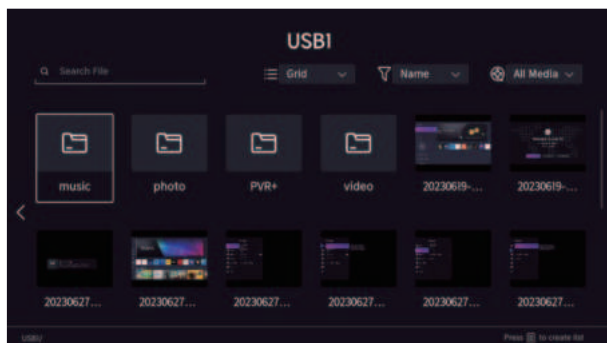 USB1
Search File Grid Name All Media
music photo PVR+ video 20230619-... 20230619-...
20230627... 20230627... 20230627... 20230627... 20230627... 20230627...
USB1/ Press to create list